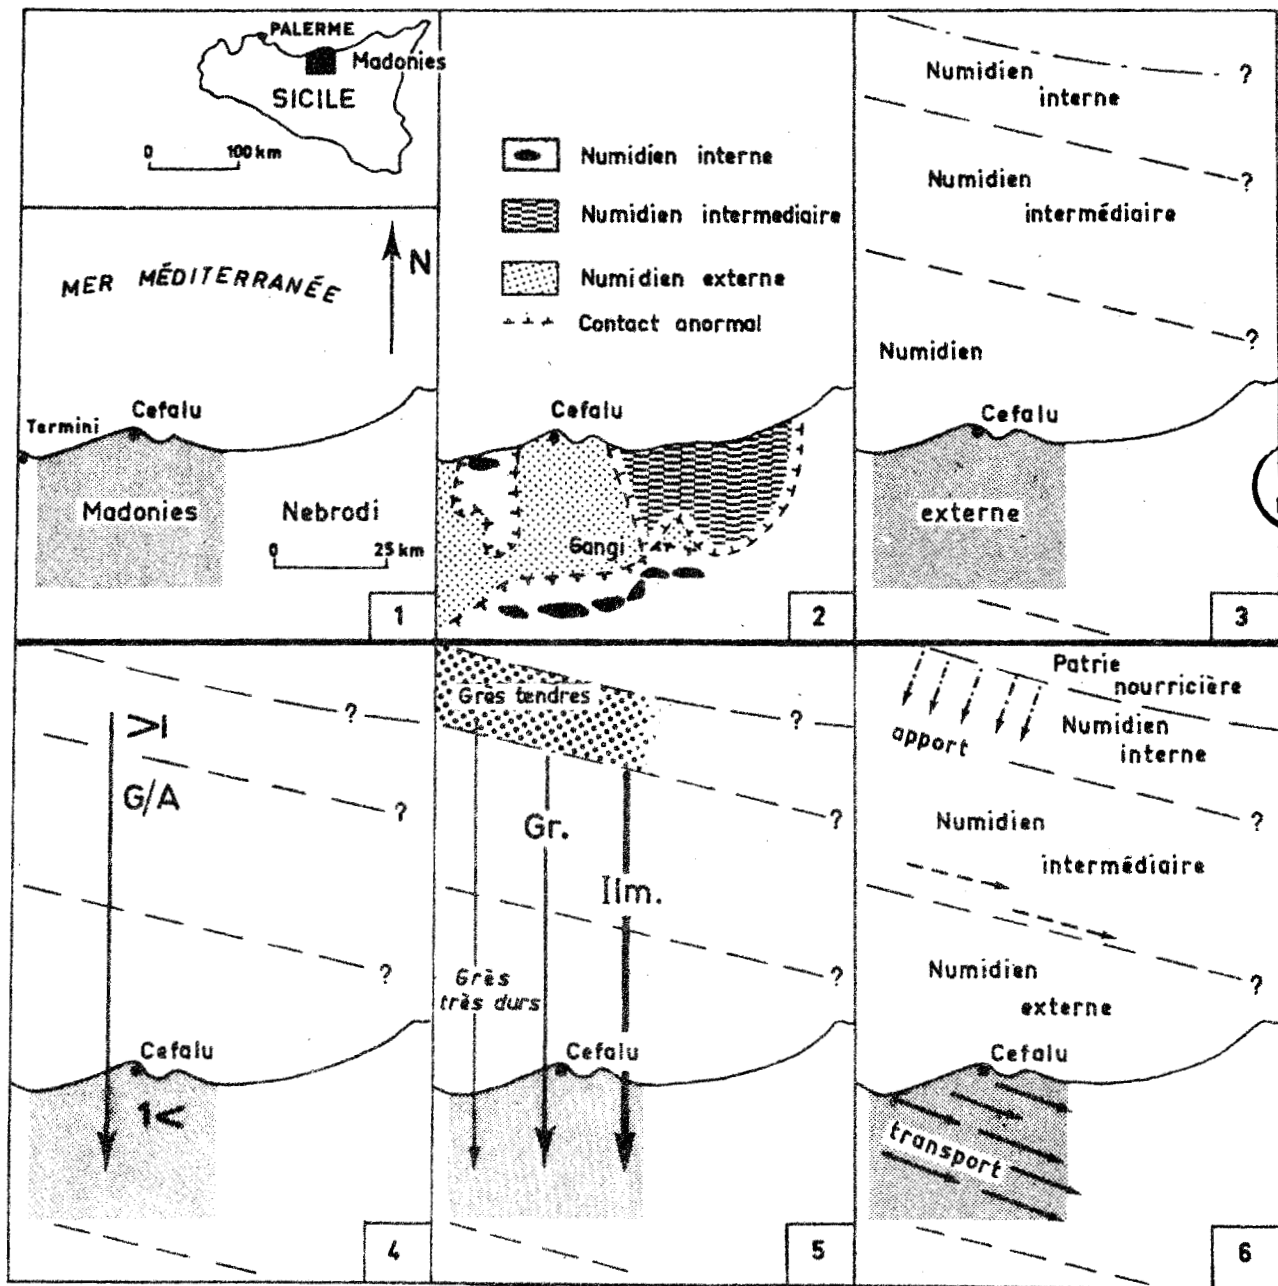 PALERME
Madonies
SICILE
0 100 km
MER MÉDITERRANÉE
N
Termini
Cefalu
Madonies
Nebrodi
0 25 km
1
Numidien interne
Numidien intermediaire
Numidien externe
Contact anormal
Cefalu
Gangi
2
Numidien
interne
?
Numidien
intermédiaire
?
?
Numidien
Cefalu
externe
3
>1
?
G/A
?
?
Cefalu
1<
4
Grès tendres
?
Gr.
?
Ilm.
Grès
très durs
?
Cefalu
5
Patrie
nourricière
Numidien
interne
apport
?
Numidien
intermédiaire
Numidien
externe
?
Cefalu
transport
6